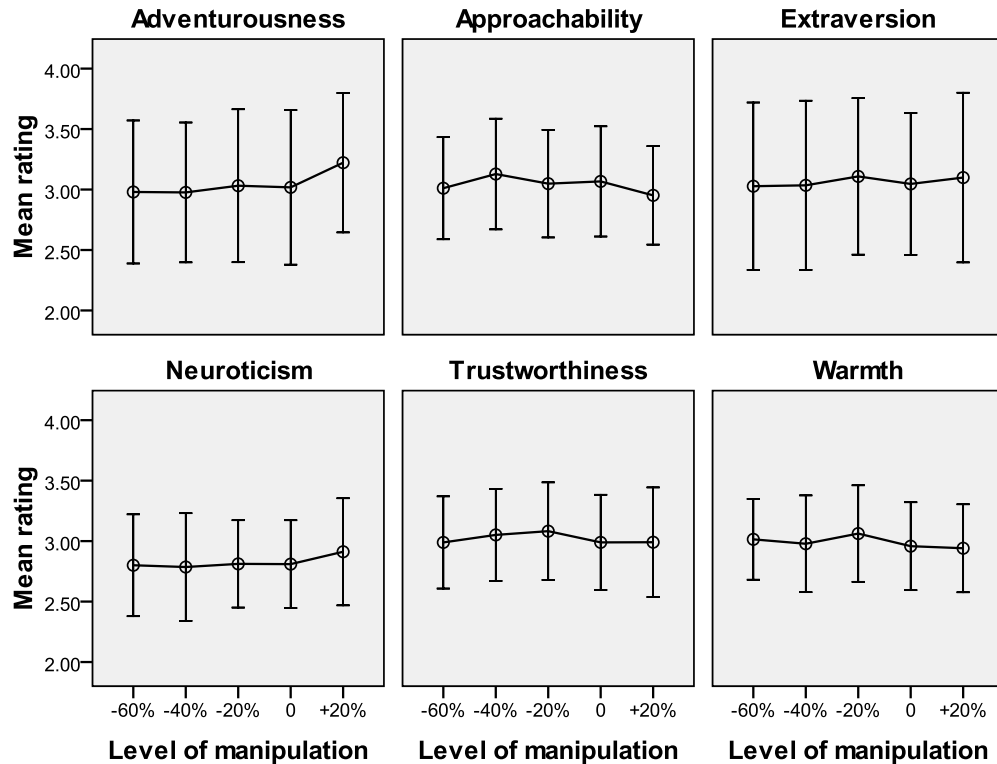 Adventurousness Approachability Extraversion
4.00
3.50
3.00
2.50
2.00
Mean rating
Neuroticism Trustworthiness Warmth
4.00
3.50
3.00
2.50
2.00
Mean rating
-60% -40% -20% 0 +20% -60% -40% -20% 0 +20% -60% -40% -20% 0 +20%
Level of manipulation Level of manipulation Level of manipulation